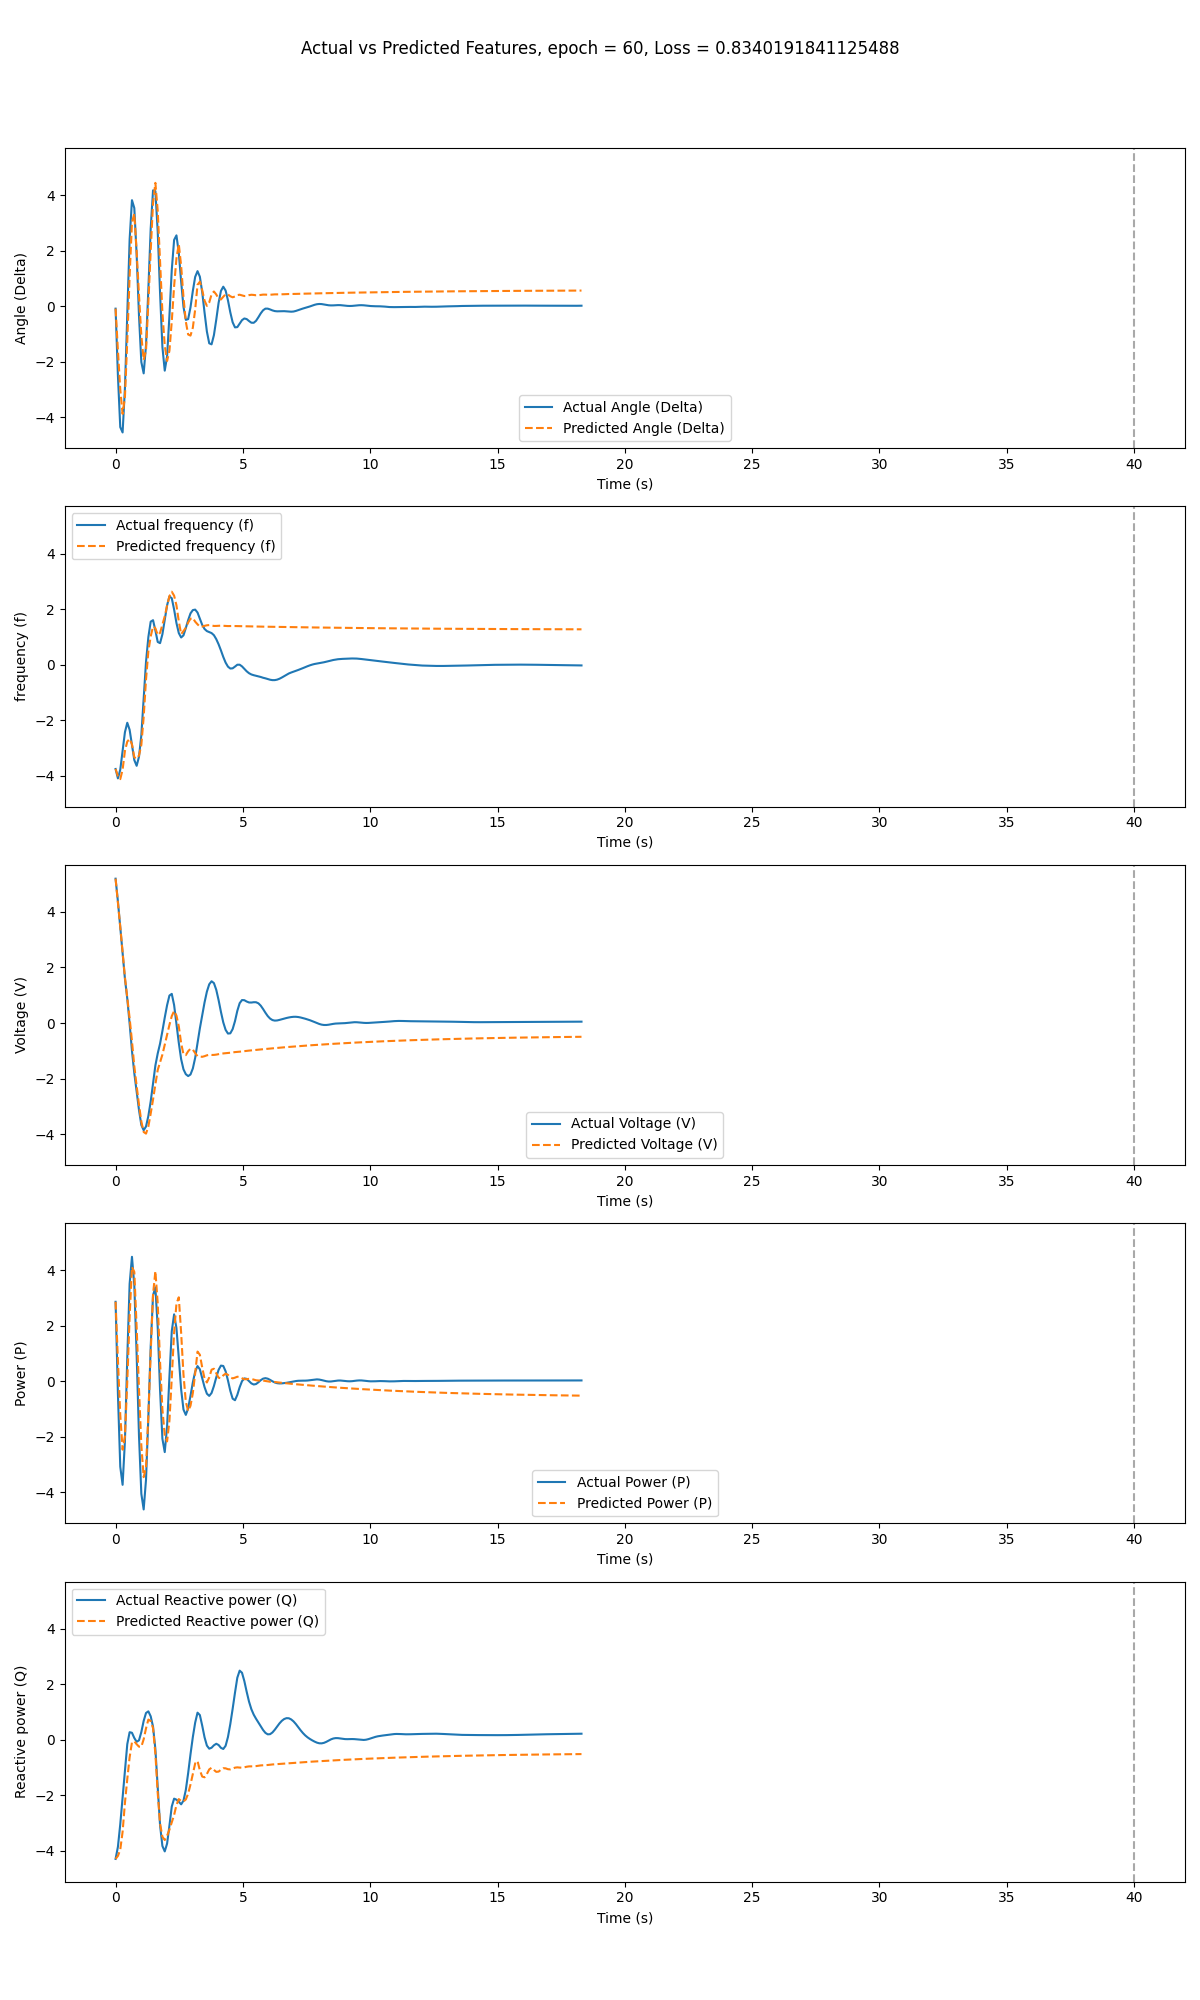 Actual vs Predicted Features, epoch = 60, Loss = 0.8340191841125488
4
2
0
−2
−4
Angle (Delta)
Actual Angle (Delta)
Predicted Angle (Delta)
0 5 10 15 20 25 30 35 40
Time (s)
4
2
0
−2
−4
frequency (f)
Actual frequency (f)
Predicted frequency (f)
0 5 10 15 20 25 30 35 40
Time (s)
4
2
0
−2
−4
Voltage (V)
Actual Voltage (V)
Predicted Voltage (V)
0 5 10 15 20 25 30 35 40
Time (s)
4
2
0
−2
−4
Power (P)
Actual Power (P)
Predicted Power (P)
0 5 10 15 20 25 30 35 40
Time (s)
4
2
0
−2
−4
Reactive power (Q)
Actual Reactive power (Q)
Predicted Reactive power (Q)
0 5 10 15 20 25 30 35 40
Time (s)